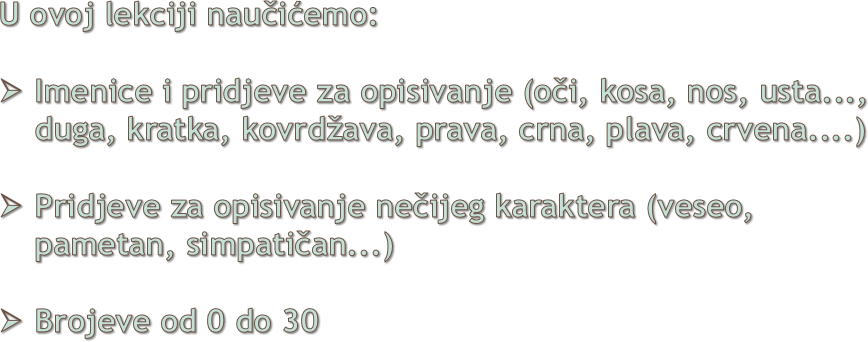 U ovoj lekciji naučićemo:
➢ Imenice i pridjeve za opisivanje (oči, kosa, nos, usta...,
duga, kratka, kovrdžava, prava, crna, plava, crvena....)
➢ Pridjeve za opisivanje nečijeg karaktera (veseo,
pametan, simpatičan...)
➢ Brojeve od 0 do 30